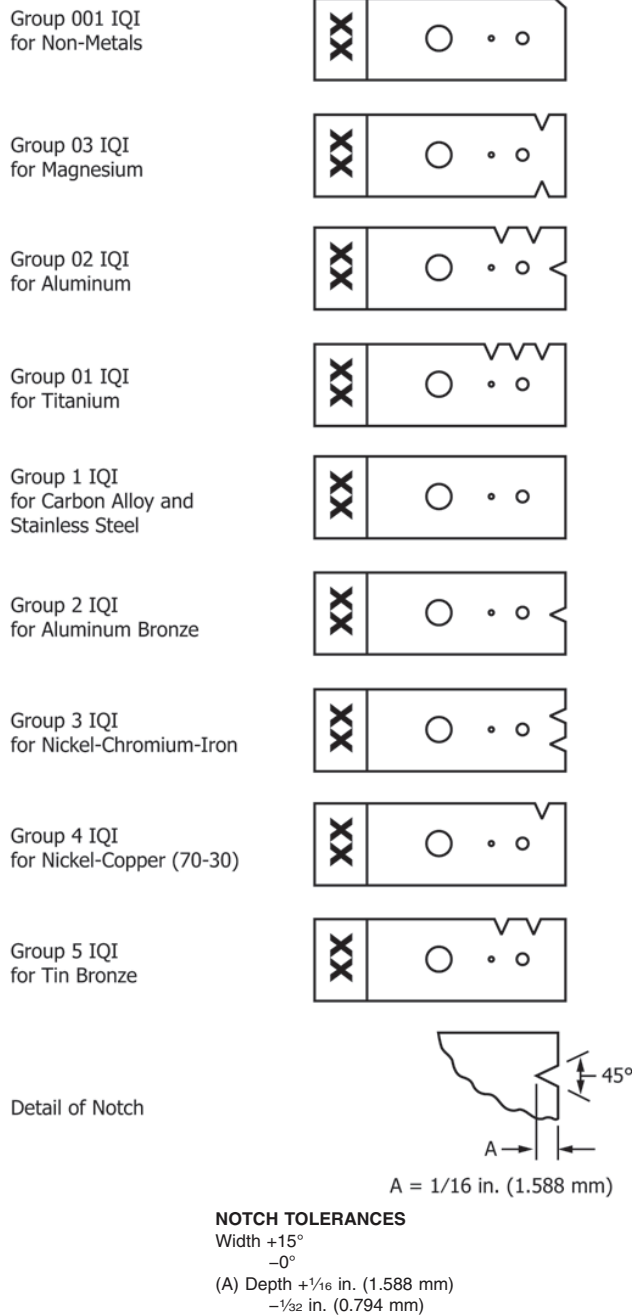 Group 001 IQI
for Non-Metals
XX
Group 03 IQI
for Magnesium
XX
Group 02 IQI
for Aluminum
XX
Group 01 IQI
for Titanium
XX
Group 1 IQI
for Carbon Alloy and
Stainless Steel
XX
Group 2 IQI
for Aluminum Bronze
XX
Group 3 IQI
for Nickel-Chromium-Iron
XX
Group 4 IQI
for Nickel-Copper (70-30)
XX
Group 5 IQI
for Tin Bronze
XX
Detail of Notch
45°
A
A = 1/16 in. (1.588 mm)
NOTCH TOLERANCES
Width +15°
−0°
(A) Depth +1⁄16 in. (1.588 mm)
−1⁄32 in. (0.794 mm)